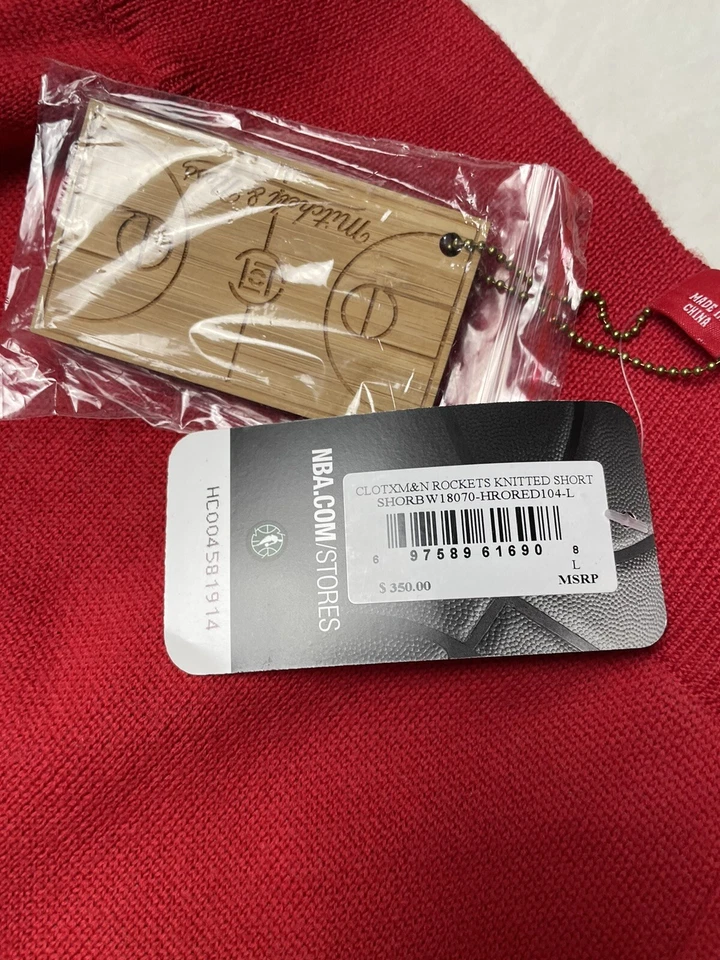 Mitchell & Ness
CLOT
MADE IN
CHINA
HC004581914
NBA.COM/STORES
CLOTXM&N ROCKETS KNITTED SHORT
SHORBW18070-HRORED104-L
6 97589 61690 8
L
$ 350.00
MSRP